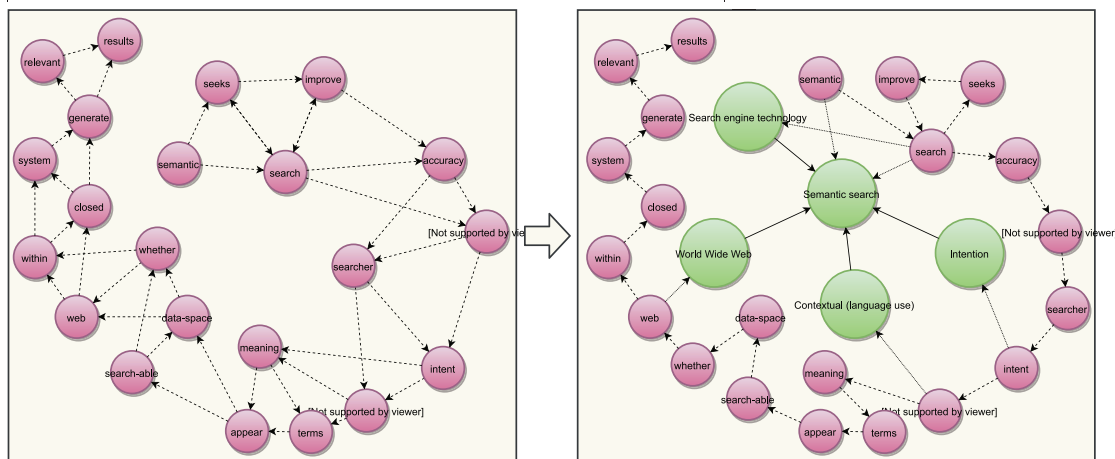 results
relevant
seeks
improve
generate
system
semantic
search
accuracy
closed
[Not supported by vie
whether
within
searcher
web
data-space
meaning
search-able
intent
[Not supported by viewer]
appear
terms
results
relevant
semantic
improve
seeks
Search engine technology
generate
search
system
accuracy
Semantic search
closed
[Not supported by viewer
World Wide Web
Intention
within
Contextual (language use)
searcher
web
data-space
whether
intent
meaning
search-able
[Not supported by viewer]
appear
terms